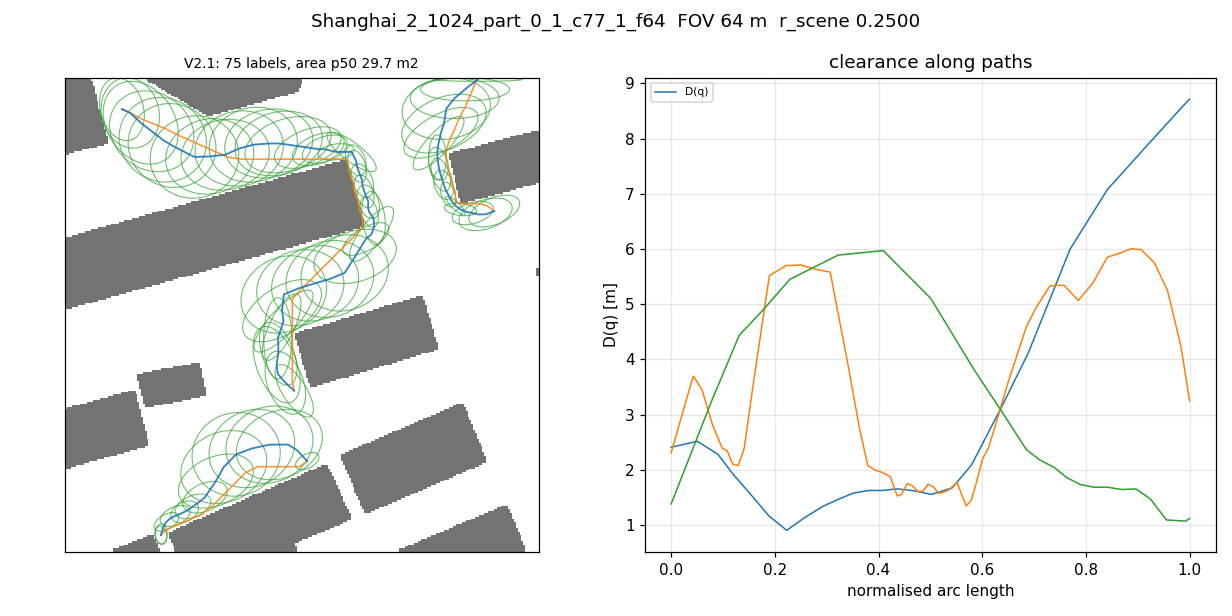 Shanghai_2_1024_part_0_1_c77_1_f64  FOV 64 m  r_scene 0.2500
V2.1: 75 labels, area p50 29.7 m2
clearance along paths
D(q)
D(q) [m]
9
8
7
6
5
4
3
2
1
0.0 0.2 0.4 0.6 0.8 1.0
normalised arc length